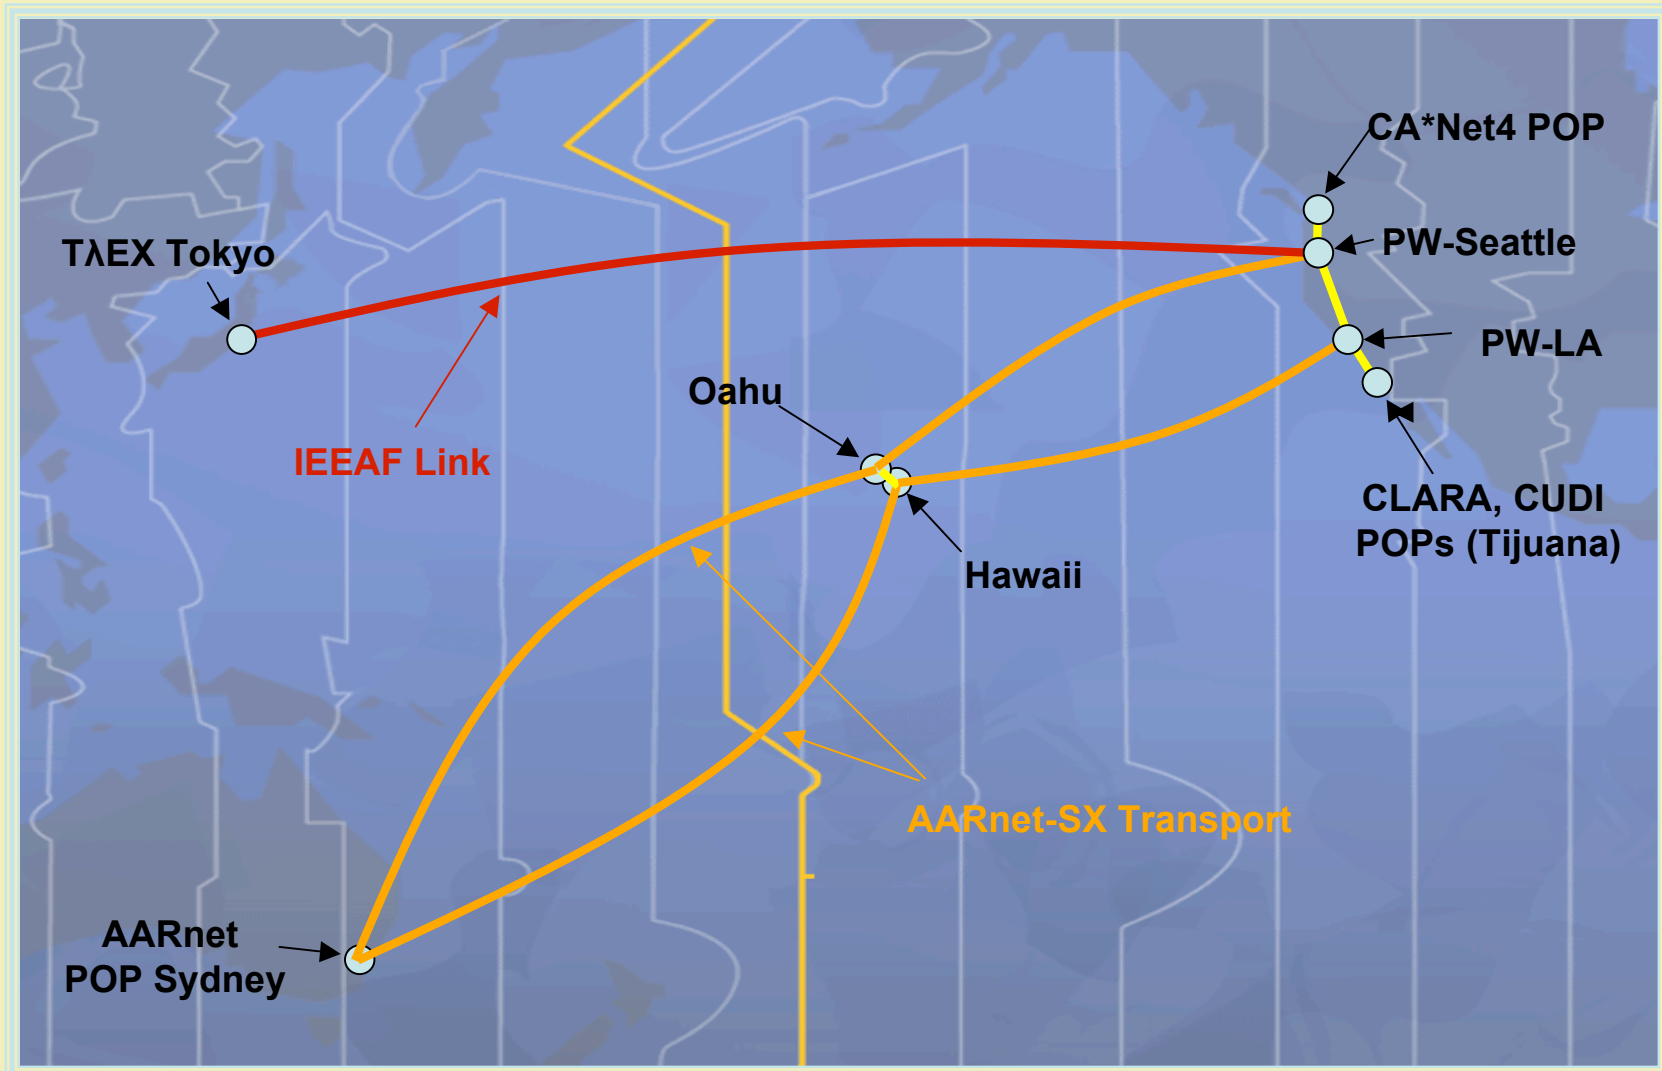 CA*Net4 POP
TλEX Tokyo
PW-Seattle
PW-LA
Oahu
IEEAF Link
CLARA, CUDI
POPs (Tijuana)
Hawaii
AARnet-SX Transport
AARnet
POP Sydney